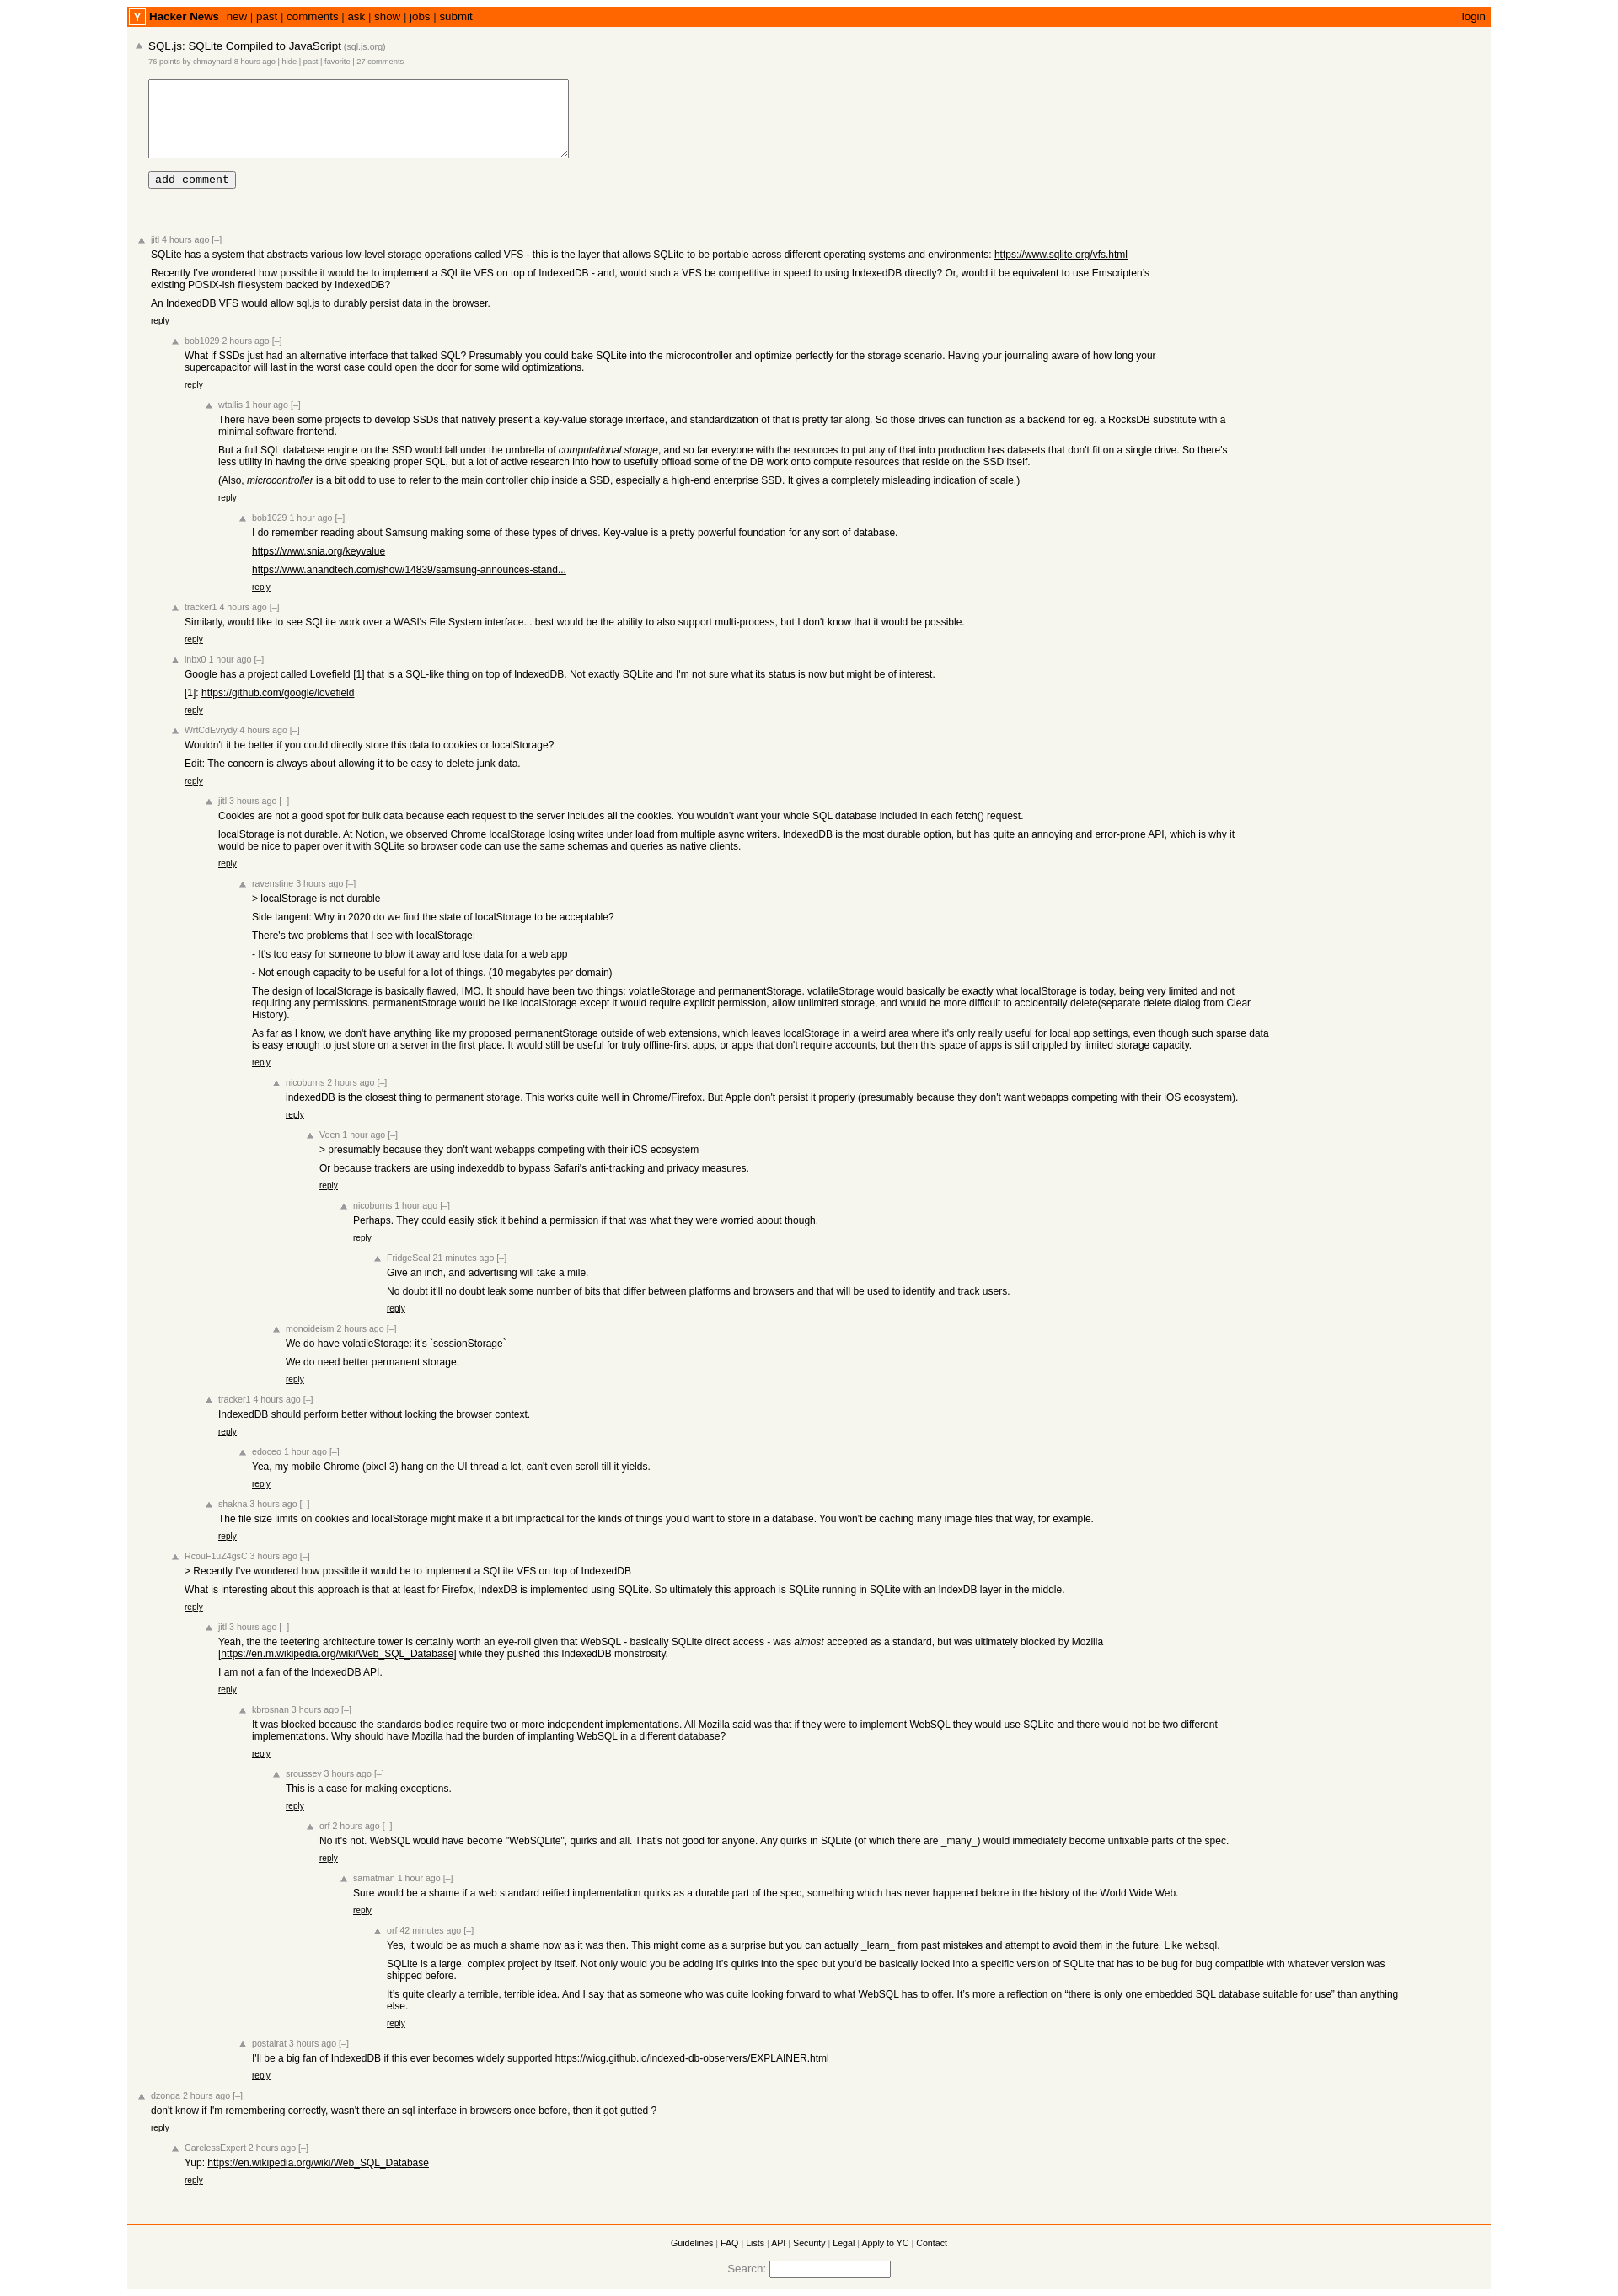 Y Hacker News new | past | comments | ask | show | jobs | submit login
SQL.js: SQLite Compiled to JavaScript (sql.js.org)
76 points by chrmaynard 8 hours ago | hide | past | favorite | 27 comments
add comment
jitl 4 hours ago [–]
SQLite has a system that abstracts various low-level storage operations called VFS - this is the layer that allows SQLite to be portable across different operating systems and environments: https://www.sqlite.org/vfs.html
Recently I’ve wondered how possible it would be to implement a SQLite VFS on top of IndexedDB - and, would such a VFS be competitive in speed to using IndexedDB directly? Or, would it be equivalent to use Emscripten’s
existing POSIX-ish filesystem backed by IndexedDB?
An IndexedDB VFS would allow sql.js to durably persist data in the browser.
reply
bob1029 2 hours ago [–]
What if SSDs just had an alternative interface that talked SQL? Presumably you could bake SQLite into the microcontroller and optimize perfectly for the storage scenario. Having your journaling aware of how long your
supercapacitor will last in the worst case could open the door for some wild optimizations.
reply
wtallis 1 hour ago [–]
There have been some projects to develop SSDs that natively present a key-value storage interface, and standardization of that is pretty far along. So those drives can function as a backend for eg. a RocksDB substitute with a
minimal software frontend.
But a full SQL database engine on the SSD would fall under the umbrella of computational storage, and so far everyone with the resources to put any of that into production has datasets that don't fit on a single drive. So there's
less utility in having the drive speaking proper SQL, but a lot of active research into how to usefully offload some of the DB work onto compute resources that reside on the SSD itself.
(Also, microcontroller is a bit odd to use to refer to the main controller chip inside a SSD, especially a high-end enterprise SSD. It gives a completely misleading indication of scale.)
reply
bob1029 1 hour ago [–]
I do remember reading about Samsung making some of these types of drives. Key-value is a pretty powerful foundation for any sort of database.
https://www.snia.org/keyvalue
https://www.anandtech.com/show/14839/samsung-announces-stand...
reply
tracker1 4 hours ago [–]
Similarly, would like to see SQLite work over a WASI's File System interface... best would be the ability to also support multi-process, but I don't know that it would be possible.
reply
inbx0 1 hour ago [–]
Google has a project called Lovefield [1] that is a SQL-like thing on top of IndexedDB. Not exactly SQLite and I'm not sure what its status is now but might be of interest.
[1]: https://github.com/google/lovefield
reply
WrtCdEvrydy 4 hours ago [–]
Wouldn't it be better if you could directly store this data to cookies or localStorage?
Edit: The concern is always about allowing it to be easy to delete junk data.
reply
jitl 3 hours ago [–]
Cookies are not a good spot for bulk data because each request to the server includes all the cookies. You wouldn’t want your whole SQL database included in each fetch() request.
localStorage is not durable. At Notion, we observed Chrome localStorage losing writes under load from multiple async writers. IndexedDB is the most durable option, but has quite an annoying and error-prone API, which is why it
would be nice to paper over it with SQLite so browser code can use the same schemas and queries as native clients.
reply
ravenstine 3 hours ago [–]
> localStorage is not durable
Side tangent: Why in 2020 do we find the state of localStorage to be acceptable?
There's two problems that I see with localStorage:
- It's too easy for someone to blow it away and lose data for a web app
- Not enough capacity to be useful for a lot of things. (10 megabytes per domain)
The design of localStorage is basically flawed, IMO. It should have been two things: volatileStorage and permanentStorage. volatileStorage would basically be exactly what localStorage is today, being very limited and not
requiring any permissions. permanentStorage would be like localStorage except it would require explicit permission, allow unlimited storage, and would be more difficult to accidentally delete(separate delete dialog from Clear
History).
As far as I know, we don't have anything like my proposed permanentStorage outside of web extensions, which leaves localStorage in a weird area where it's only really useful for local app settings, even though such sparse data
is easy enough to just store on a server in the first place. It would still be useful for truly offline-first apps, or apps that don't require accounts, but then this space of apps is still crippled by limited storage capacity.
reply
nicoburns 2 hours ago [–]
indexedDB is the closest thing to permanent storage. This works quite well in Chrome/Firefox. But Apple don't persist it properly (presumably because they don't want webapps competing with their iOS ecosystem).
reply
Veen 1 hour ago [–]
> presumably because they don't want webapps competing with their iOS ecosystem
Or because trackers are using indexeddb to bypass Safari's anti-tracking and privacy measures.
reply
nicoburns 1 hour ago [–]
Perhaps. They could easily stick it behind a permission if that was what they were worried about though.
reply
FridgeSeal 21 minutes ago [–]
Give an inch, and advertising will take a mile.
No doubt it’ll no doubt leak some number of bits that differ between platforms and browsers and that will be used to identify and track users.
reply
monoideism 2 hours ago [–]
We do have volatileStorage: it’s `sessionStorage`
We do need better permanent storage.
reply
tracker1 4 hours ago [–]
IndexedDB should perform better without locking the browser context.
reply
edoceo 1 hour ago [–]
Yea, my mobile Chrome (pixel 3) hang on the UI thread a lot, can't even scroll till it yields.
reply
shakna 3 hours ago [–]
The file size limits on cookies and localStorage might make it a bit impractical for the kinds of things you'd want to store in a database. You won't be caching many image files that way, for example.
reply
RcouF1uZ4gsC 3 hours ago [–]
> Recently I’ve wondered how possible it would be to implement a SQLite VFS on top of IndexedDB
What is interesting about this approach is that at least for Firefox, IndexDB is implemented using SQLite. So ultimately this approach is SQLite running in SQLite with an IndexDB layer in the middle.
reply
jitl 3 hours ago [–]
Yeah, the the teetering architecture tower is certainly worth an eye-roll given that WebSQL - basically SQLite direct access - was almost accepted as a standard, but was ultimately blocked by Mozilla
[https://en.m.wikipedia.org/wiki/Web_SQL_Database] while they pushed this IndexedDB monstrosity.
I am not a fan of the IndexedDB API.
reply
kbrosnan 3 hours ago [–]
It was blocked because the standards bodies require two or more independent implementations. All Mozilla said was that if they were to implement WebSQL they would use SQLite and there would not be two different
implementations. Why should have Mozilla had the burden of implanting WebSQL in a different database?
reply
sroussey 3 hours ago [–]
This is a case for making exceptions.
reply
orf 2 hours ago [–]
No it's not. WebSQL would have become "WebSQLite", quirks and all. That's not good for anyone. Any quirks in SQLite (of which there are _many_) would immediately become unfixable parts of the spec.
reply
samatman 1 hour ago [–]
Sure would be a shame if a web standard reified implementation quirks as a durable part of the spec, something which has never happened before in the history of the World Wide Web.
reply
orf 42 minutes ago [–]
Yes, it would be as much a shame now as it was then. This might come as a surprise but you can actually _learn_ from past mistakes and attempt to avoid them in the future. Like websql.
SQLite is a large, complex project by itself. Not only would you be adding it’s quirks into the spec but you’d be basically locked into a specific version of SQLite that has to be bug for bug compatible with whatever version was
shipped before.
It’s quite clearly a terrible, terrible idea. And I say that as someone who was quite looking forward to what WebSQL has to offer. It’s more a reflection on “there is only one embedded SQL database suitable for use” than anything
else.
reply
postalrat 3 hours ago [–]
I'll be a big fan of IndexedDB if this ever becomes widely supported https://wicg.github.io/indexed-db-observers/EXPLAINER.html
reply
dzonga 2 hours ago [–]
don't know if I'm remembering correctly, wasn't there an sql interface in browsers once before, then it got gutted ?
reply
CarelessExpert 2 hours ago [–]
Yup: https://en.wikipedia.org/wiki/Web_SQL_Database
reply
Guidelines | FAQ | Lists | API | Security | Legal | Apply to YC | Contact
Search: